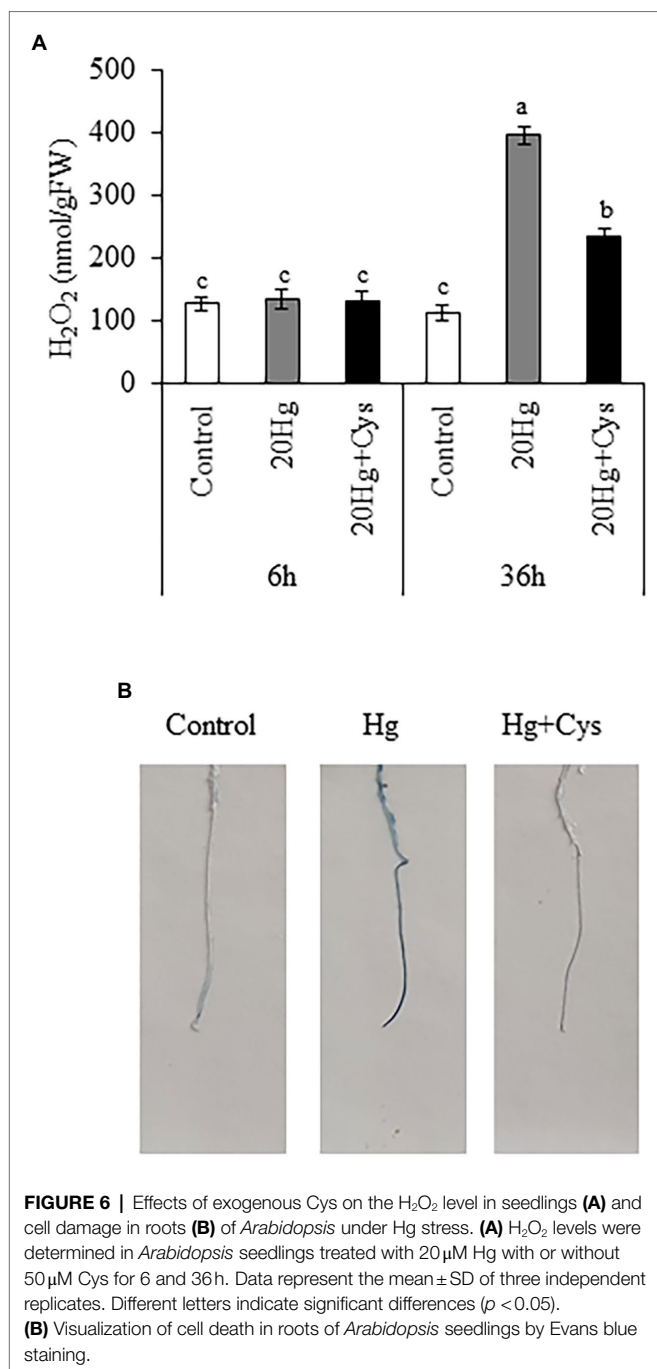 A
500
400
300
200
100
0
H₂O₂ (nmol/gFW)
c
c
c
c
a
b
Control
20Hg
20Hg+Cys
Control
20Hg
20Hg+Cys
6h
36h
B
Control
Hg
Hg+Cys
FIGURE 6 | Effects of exogenous Cys on the H₂O₂ level in seedlings (A) and
cell damage in roots (B) of Arabidopsis under Hg stress. (A) H₂O₂ levels were
determined in Arabidopsis seedlings treated with 20 μM Hg with or without
50 μM Cys for 6 and 36 h. Data represent the mean ± SD of three independent
replicates. Different letters indicate significant differences (p < 0.05).
(B) Visualization of cell death in roots of Arabidopsis seedlings by Evans blue
staining.